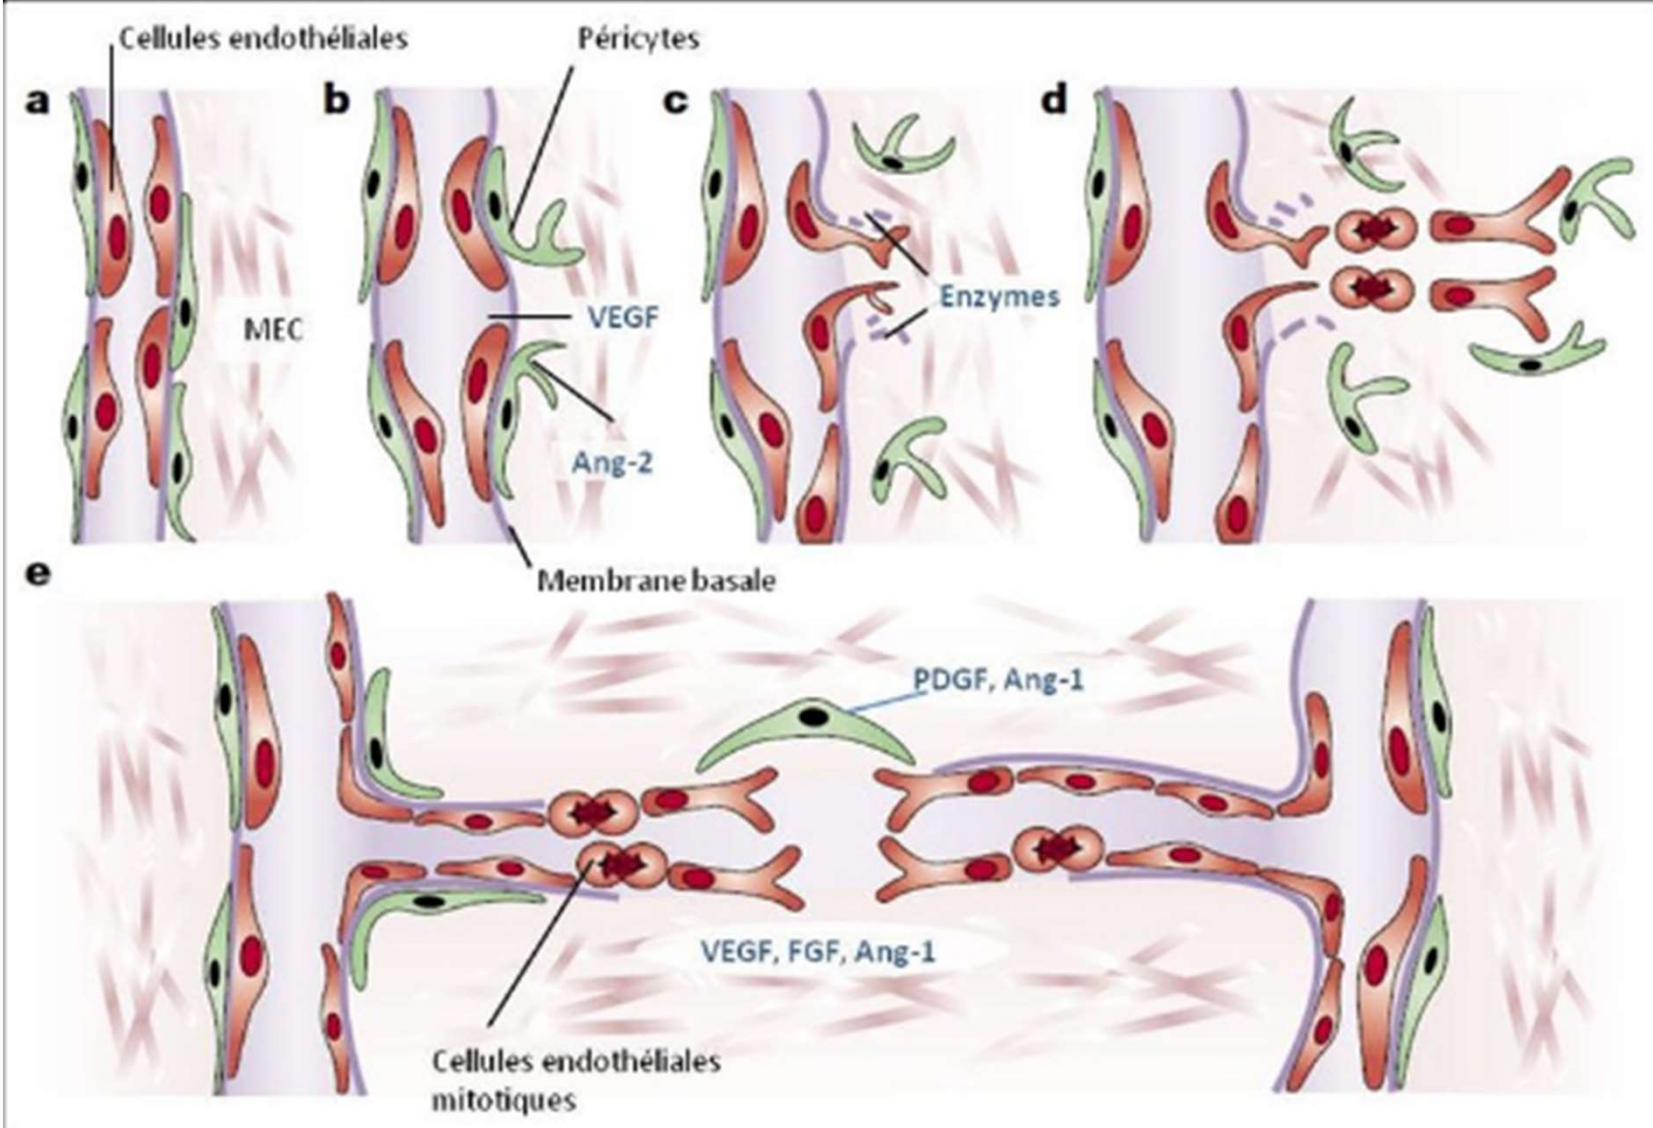 Cellules endothéliales
Péricytes
a
b
c
d
MEC
VEGF
Enzymes
Ang-2
Membrane basale
e
PDGF, Ang-1
VEGF, FGF, Ang-1
Cellules endothéliales
mitotiques